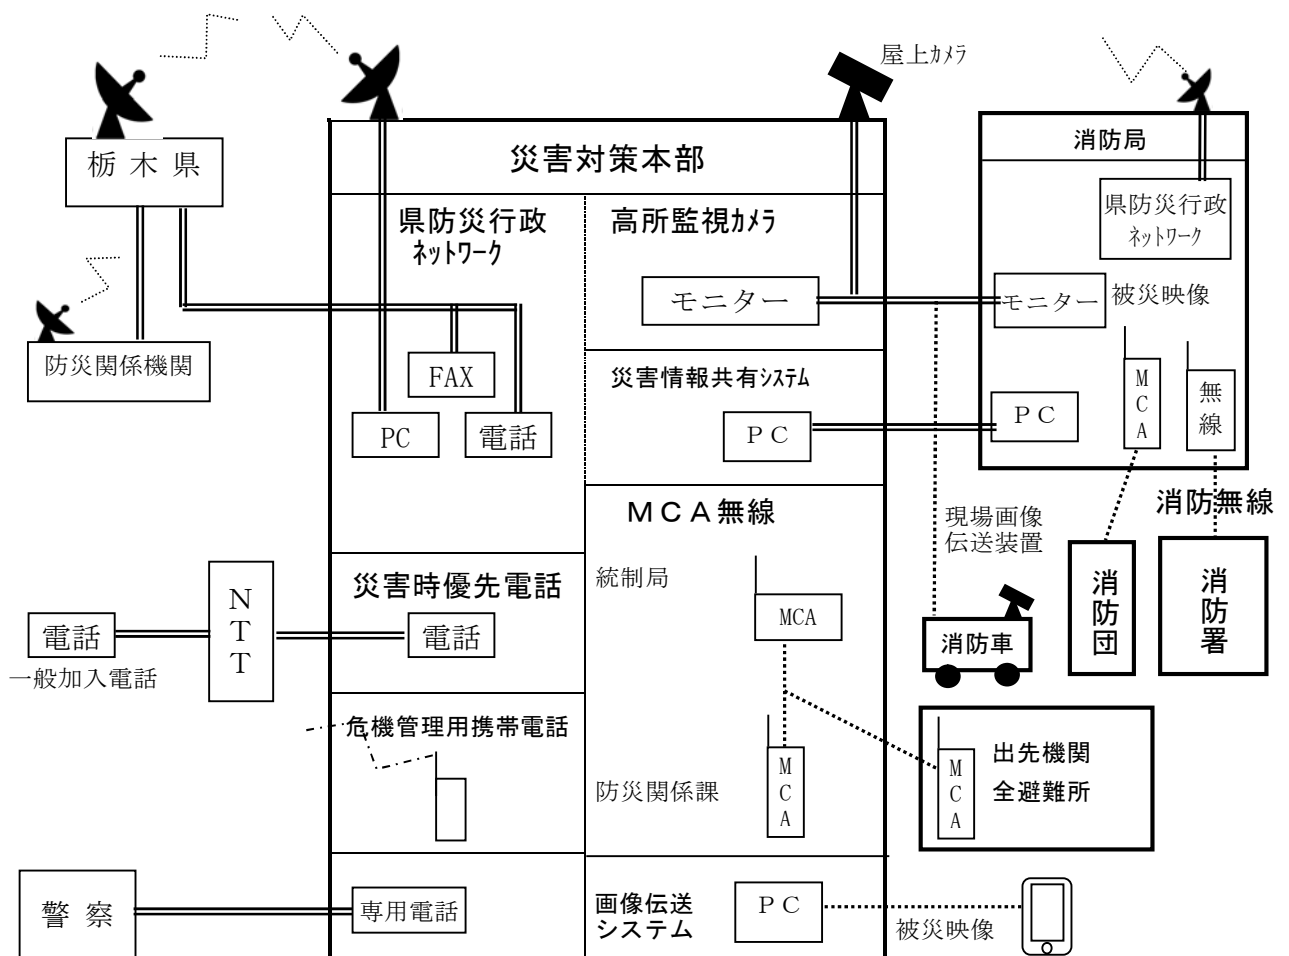 屋上ｶﾒﾗ
栃木県
災害対策本部
消防局
県防災行政
ﾈｯﾄﾜｰｸ
高所監視ｶﾒﾗ
県防災行政
ﾈｯﾄﾜｰｸ
モニター
モニター
被災映像
防災関係機関
FAX
災害情報共有ｼｽﾃﾑ
MCA
無線
PC
電話
ＰＣ
ＰＣ
ＭＣＡ無線
消防無線
現場画像
伝送装置
災害時優先電話
統制局
消防団
消防署
NTT
電話
電話
MCA
消防車
一般加入電話
危機管理用携帯電話
防災関係課
MCA
MCA
出先機関
全避難所
警察
専用電話
画像伝送
システム
ＰＣ
被災映像